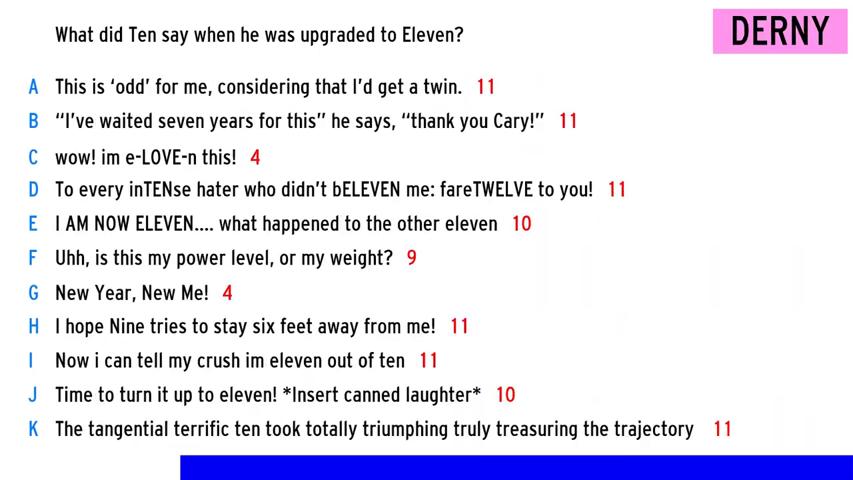 What did Ten say when he was upgraded to Eleven?
DERNY
A This is ‘odd’ for me, considering that I’d get a twin. 11
B “I’ve waited seven years for this” he says, “thank you Cary!” 11
C wow! im e-LOVE-n this! 4
D To every inTENse hater who didn’t bELEVEN me: fareTWELVE to you! 11
E I AM NOW ELEVEN.... what happened to the other eleven 10
F Uhh, is this my power level, or my weight? 9
G New Year, New Me! 4
H I hope Nine tries to stay six feet away from me! 11
I Now i can tell my crush im eleven out of ten 11
J Time to turn it up to eleven! *Insert canned laughter* 10
K The tangential terrific ten took totally triumphing truly treasuring the trajectory 11